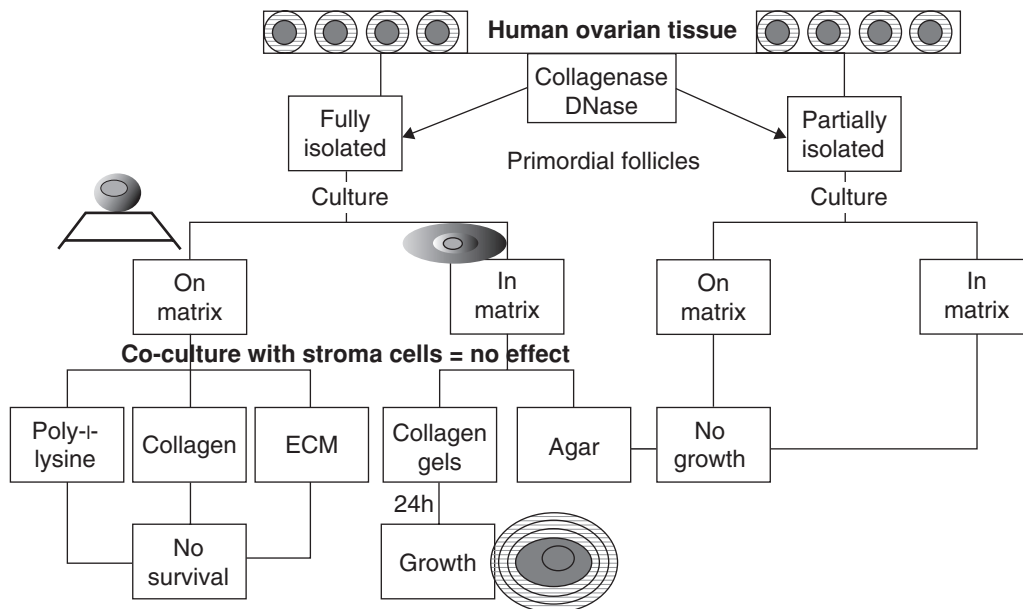 Human ovarian tissue
Collagenase
DNase
Fully
isolated
Partially
isolated
Primordial follicles
Culture
Culture
On
matrix
In
matrix
On
matrix
In
matrix
Co-culture with stroma cells = no effect
Poly-l-
lysine
Collagen
ECM
Collagen
gels
Agar
No
growth
24h
No
survival
Growth